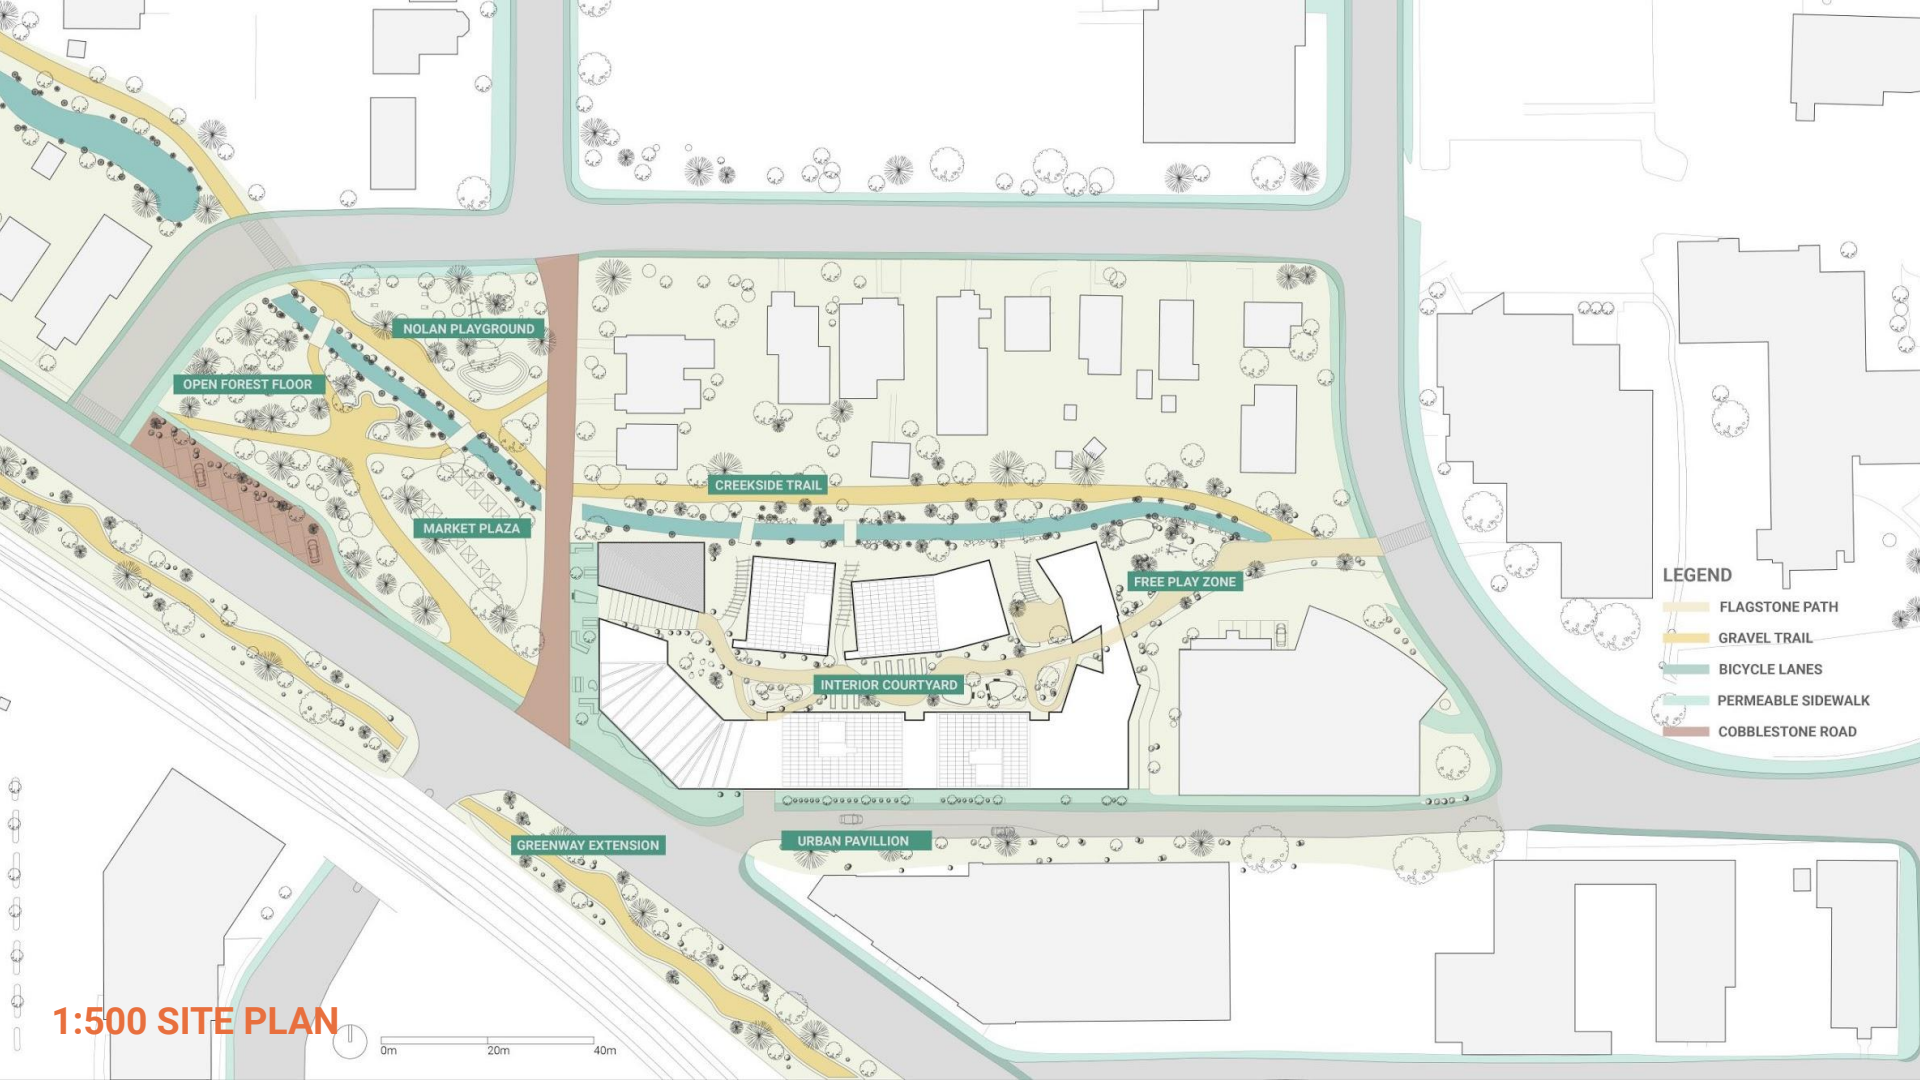 NOLAN PLAYGROUND
OPEN FOREST FLOOR
CREEKSIDE TRAIL
MARKET PLAZA
FREE PLAY ZONE
INTERIOR COURTYARD
URBAN PAVILLION
GREENWAY EXTENSION
LEGEND
FLAGSTONE PATH
GRAVEL TRAIL
BICYCLE LANES
PERMEABLE SIDEWALK
COBBLESTONE ROAD
1:500 SITE PLAN
0m 20m 40m